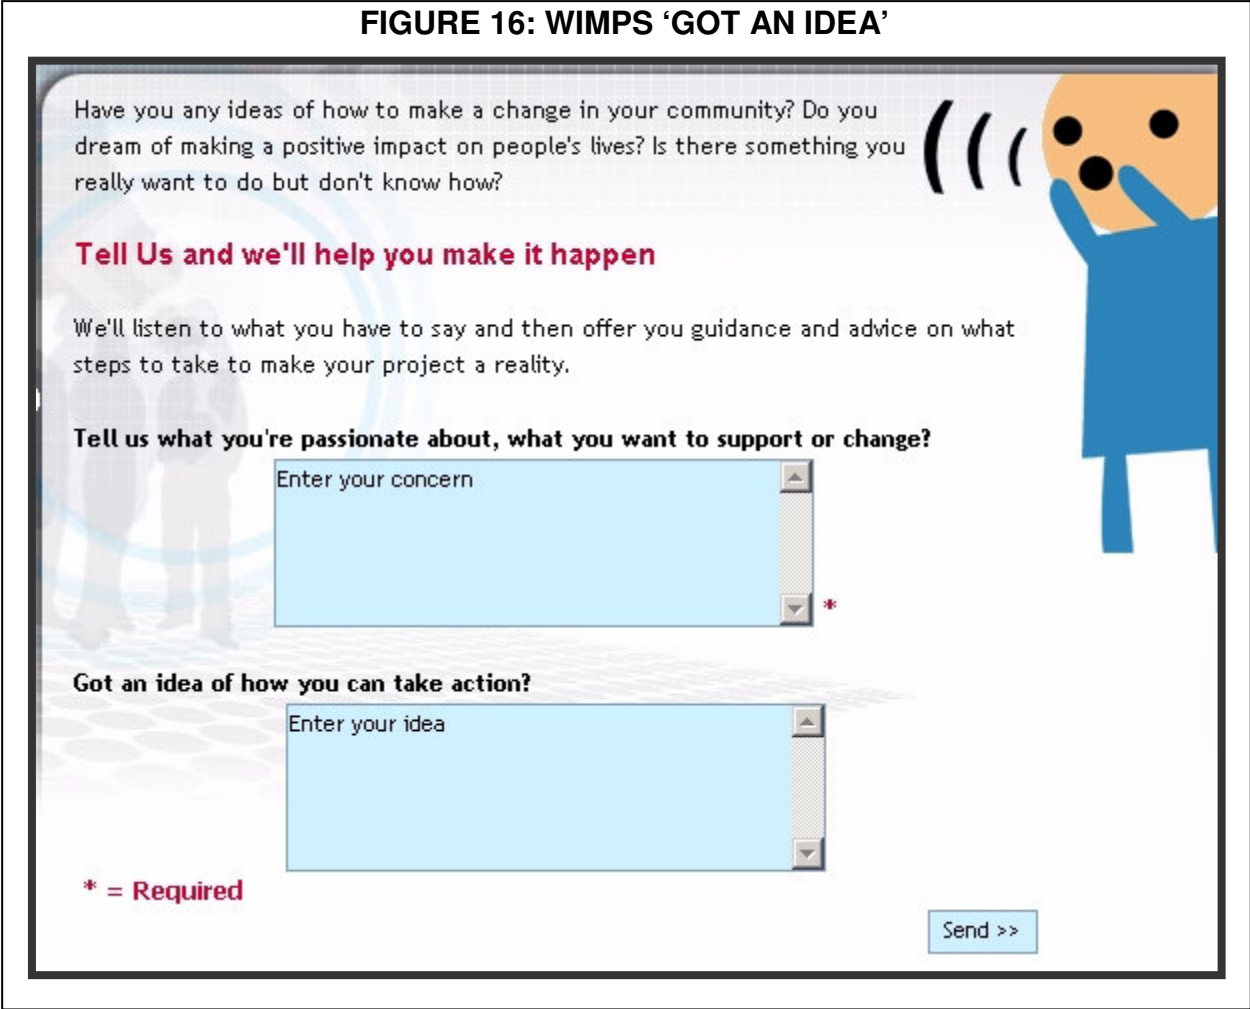 FIGURE 16: WIMPS ‘GOT AN IDEA’
Have you any ideas of how to make a change in your community? Do you
dream of making a positive impact on people's lives? Is there something you
really want to do but don't know how?
Tell Us and we'll help you make it happen
We'll listen to what you have to say and then offer you guidance and advice on what
steps to take to make your project a reality.
Tell us what you're passionate about, what you want to support or change?
Enter your concern
*
Got an idea of how you can take action?
Enter your idea
* = Required
Send >>